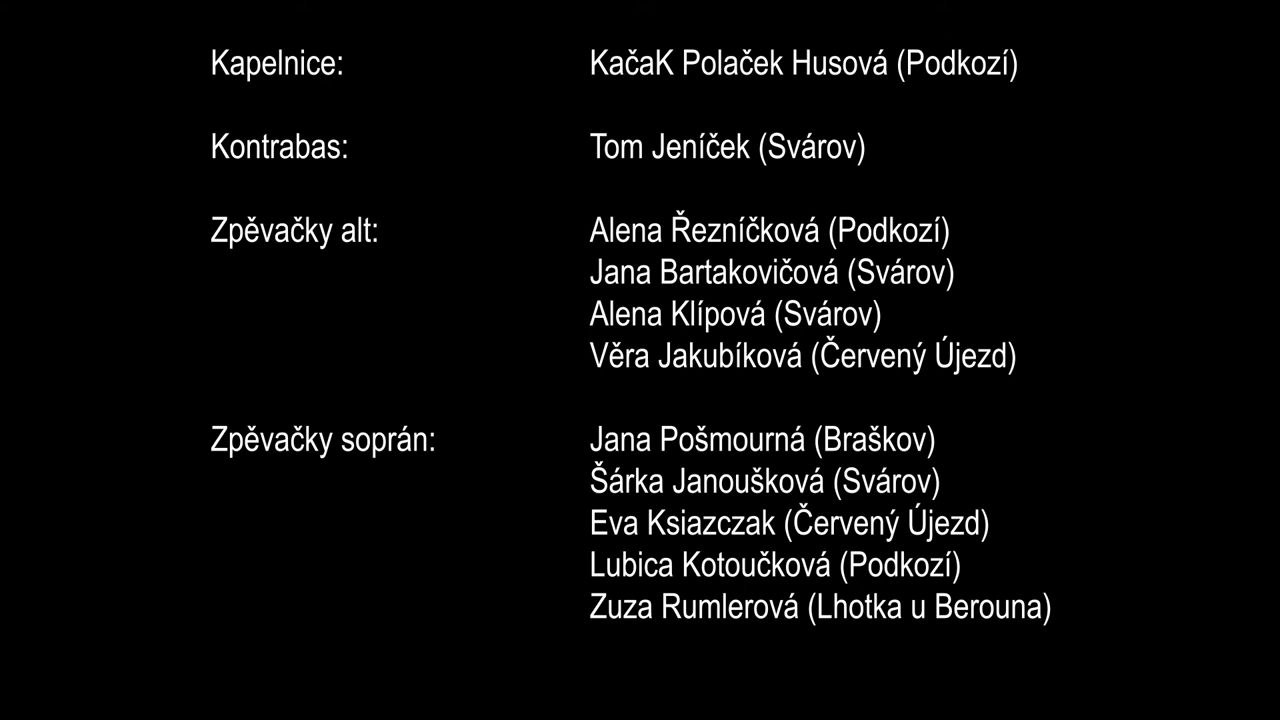 Kapelnice: KačaK Polaček Husová (Podkozí)
Kontrabas: Tom Jeníček (Svárov)
Zpěvačky alt: Alena Řezníčková (Podkozí)
Jana Bartakovičová (Svárov)
Alena Klípová (Svárov)
Věra Jakubíková (Červený Újezd)
Zpěvačky soprán: Jana Pošmourná (Braškov)
Šárka Janoušková (Svárov)
Eva Ksiazczak (Červený Újezd)
Lubica Kotoučková (Podkozí)
Zuza Rumlerová (Lhotka u Berouna)